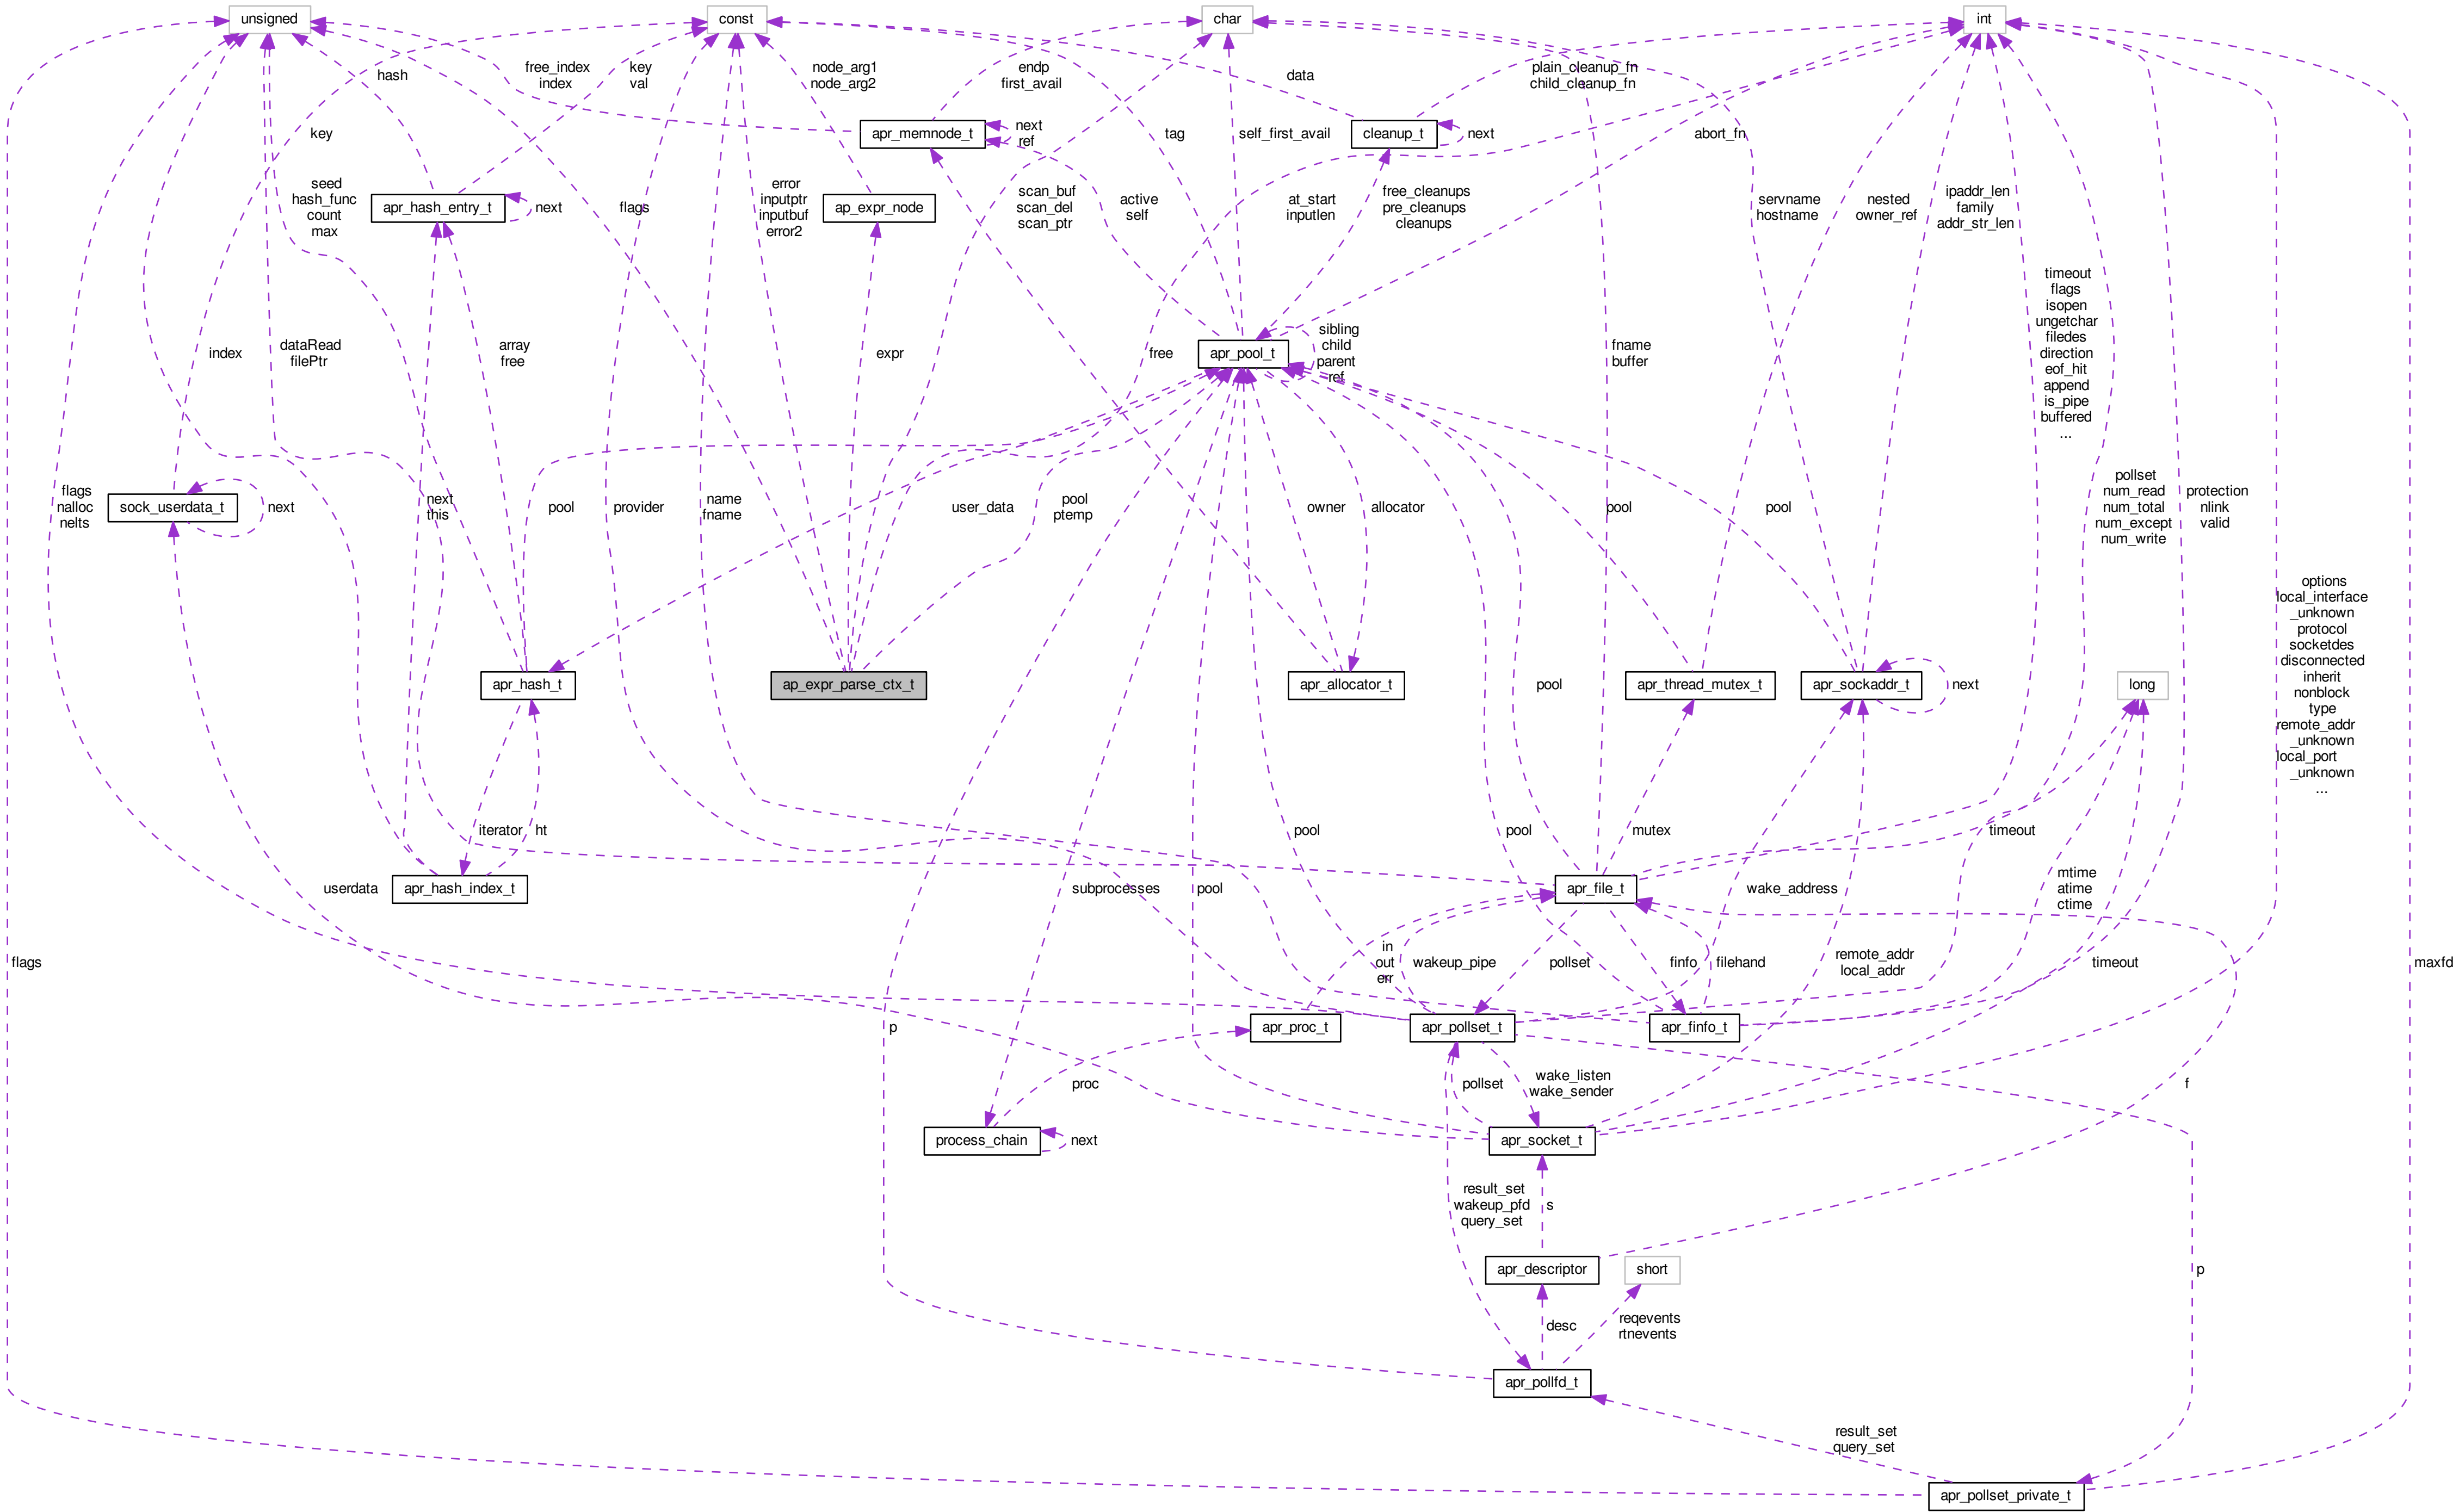 unsigned
const
char
int
hash
free_index
index
key
val
node_arg1
node_arg2
endp
first_avail
data
plain_cleanup_fn
child_cleanup_fn
key
apr_memnode_t
next
ref
tag
self_first_avail
cleanup_t
next
abort_fn
seed
hash_func
count
max
apr_hash_entry_t
next
flags
error
inputptr
inputbuf
error2
ap_expr_node
scan_buf
scan_del
scan_ptr
active
self
at_start
inputlen
free_cleanups
pre_cleanups
cleanups
servname
hostname
nested
owner_ref
ipaddr_len
family
addr_str_len
index
dataRead
filePtr
array
free
expr
free
apr_pool_t
sibling
child
parent
ref
fname
buffer
timeout
flags
isopen
ungetchar
filedes
direction
eof_hit
append
is_pipe
buffered
...
flags
nalloc
nelts
sock_userdata_t
next
next
this
pool
provider
name
fname
user_data
pool
ptemp
owner
allocator
pool
pool
pollset
num_read
num_total
num_except
num_write
protection
nlink
valid
apr_hash_t
ap_expr_parse_ctx_t
apr_allocator_t
pool
apr_thread_mutex_t
apr_sockaddr_t
next
long
options
local_interface
_unknown
protocol
socketdes
disconnected
inherit
nonblock
type
remote_addr
_unknown
local_port
_unknown
...
iterator
ht
pool
pool
mutex
timeout
apr_hash_index_t
userdata
subprocesses
pool
apr_file_t
wake_address
mtime
atime
ctime
flags
in
out
err
wakeup_pipe
pollset
finfo
filehand
remote_addr
local_addr
timeout
maxfd
p
apr_proc_t
apr_pollset_t
apr_finfo_t
proc
pollset
wake_listen
wake_sender
f
process_chain
next
apr_socket_t
result_set
wakeup_pfd
query_set
s
apr_descriptor
short
p
desc
reqevents
rtnevents
apr_pollfd_t
result_set
query_set
apr_pollset_private_t